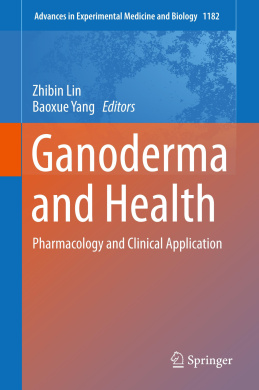 Advances in Experimental Medicine and Biology 1182
Zhibin Lin
Baoxue Yang Editors
Ganoderma
and Health
Pharmacology and Clinical Application
Springer